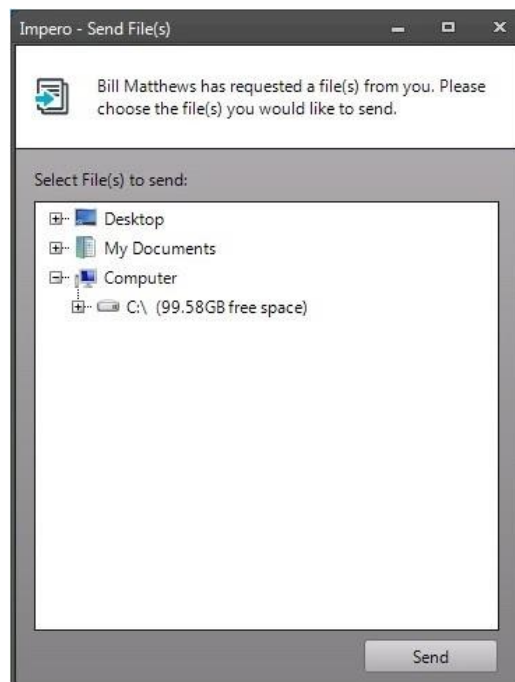 Impero - Send File(s)
Bill Matthews has requested a file(s) from you. Please
choose the file(s) you would like to send.
Select File(s) to send:
Desktop
My Documents
Computer
C:\ (99.58GB free space)
Send